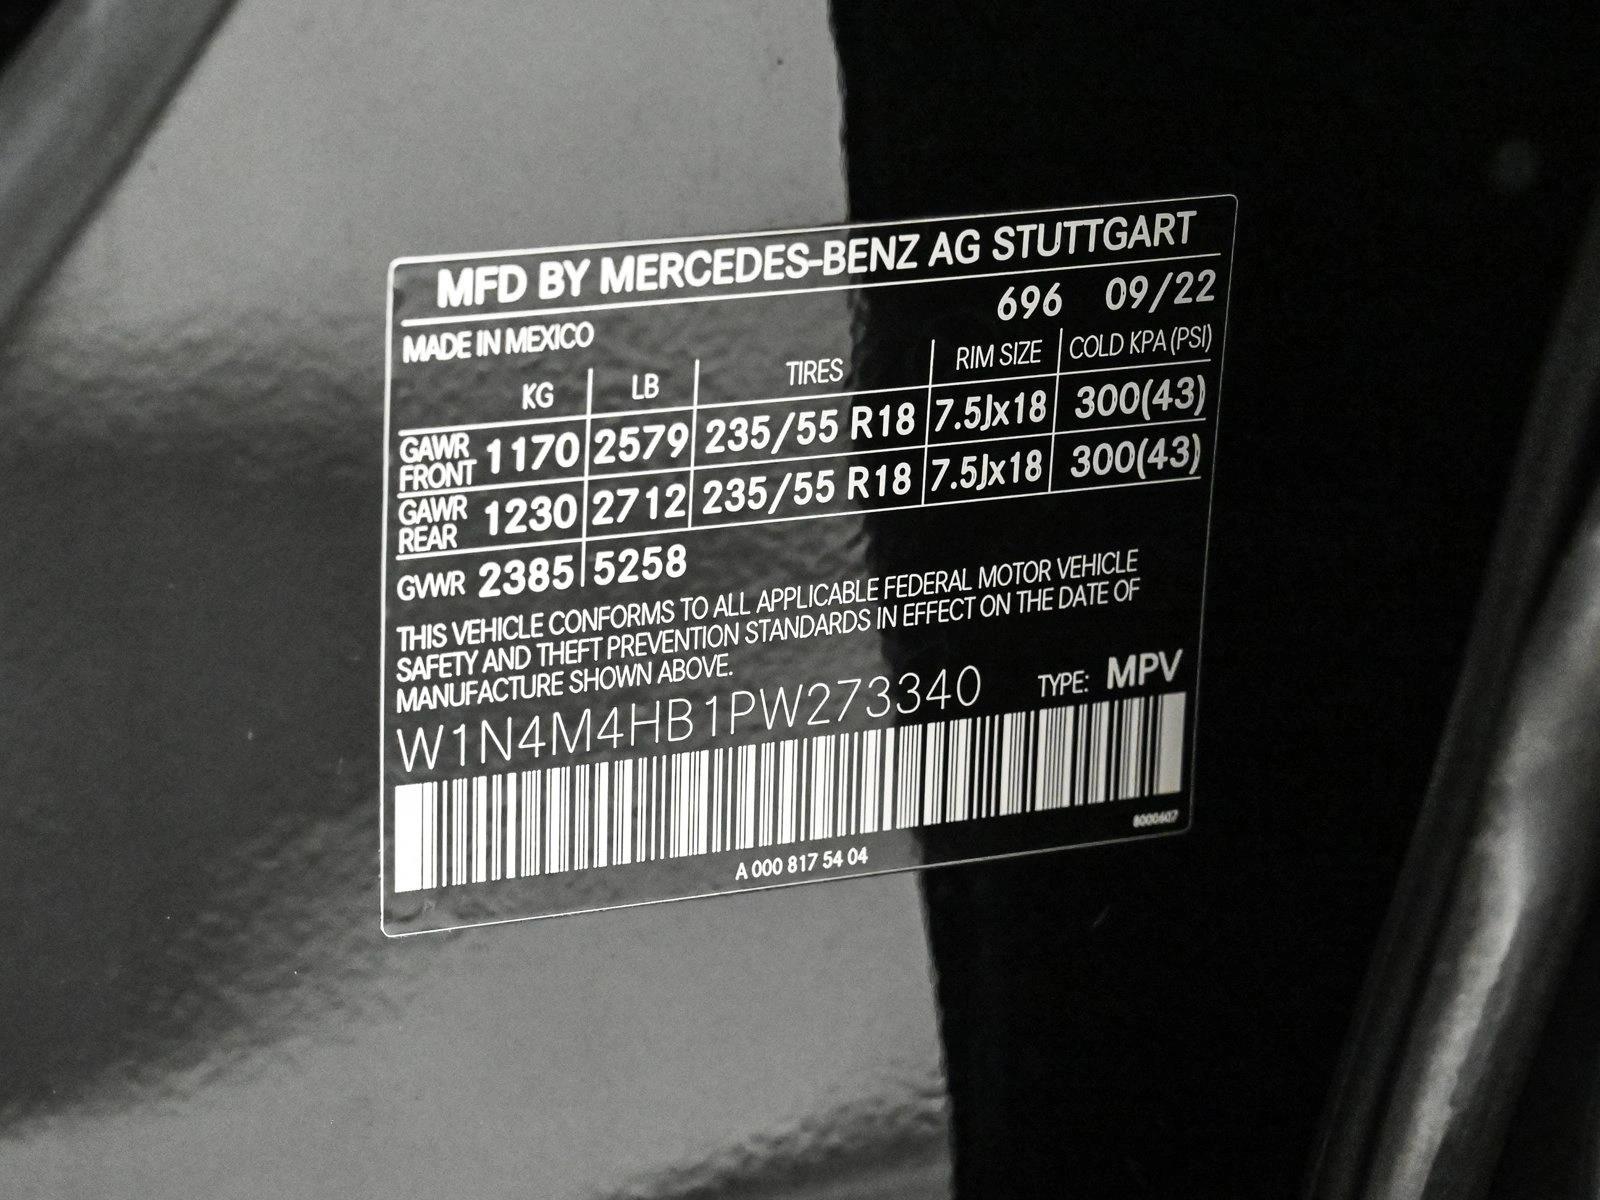 MFD BY MERCEDES-BENZ AG STUTTGART
MADE IN MEXICO 696 09/22
KG LB TIRES RIM SIZE COLD KPA (PSI)
GAWR FRONT 1170 2579 235/55 R18 7.5Jx18 300(43)
GAWR REAR 1230 2712 235/55 R18 7.5Jx18 300(43)
GVWR 2385 5258
THIS VEHICLE CONFORMS TO ALL APPLICABLE FEDERAL MOTOR VEHICLE
SAFETY AND THEFT PREVENTION STANDARDS IN EFFECT ON THE DATE OF
MANUFACTURE SHOWN ABOVE.
W1N4M4HB1PW273340 TYPE: MPV
A 000 817 54 04